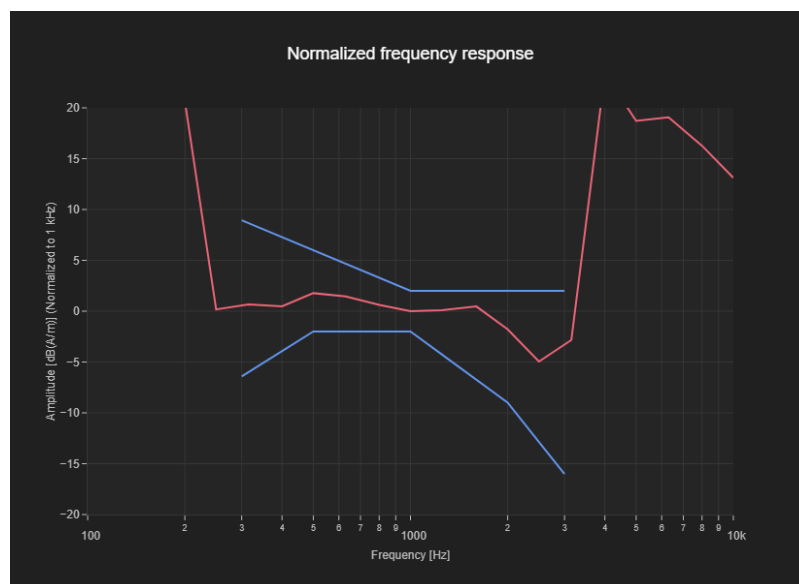 Normalized frequency response
Amplitude [dB(A/m)] (Normalized to 1 kHz)
20
15
10
5
0
−5
−10
−15
−20
100 2 3 4 5 6 7 8 9 1000 2 3 4 5 6 7 8 9 10k
Frequency [Hz]